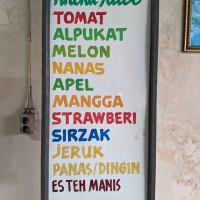 TOMAT
ALPUKAT
MELON
NANAS
APEL
MANGGA
STRAWBERI
SIRZAK
JERUK
PANAS/DINGIN
ES TEH MANIS